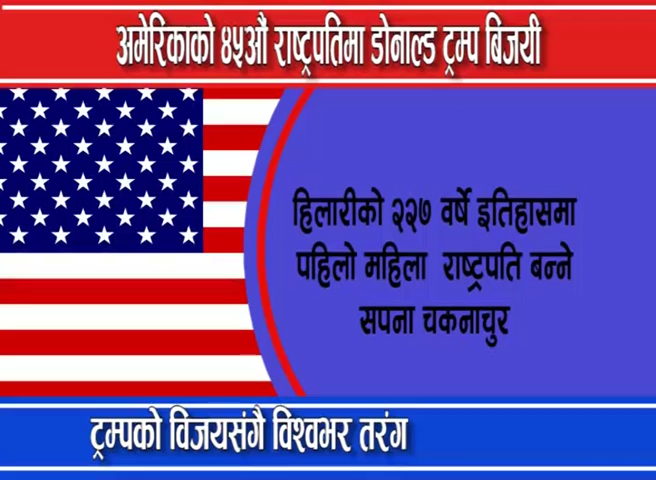 अमेरिकाको ४५औं राष्ट्रपतिमा डोनाल्ड ट्रम्प बिजयी
हिलारीको २२७ वर्षे इतिहासमा
पहिलो महिला राष्ट्रपति बन्ने
सपना चकनाचुर
ट्रम्पको विजयसंगै विश्वभर तरंग